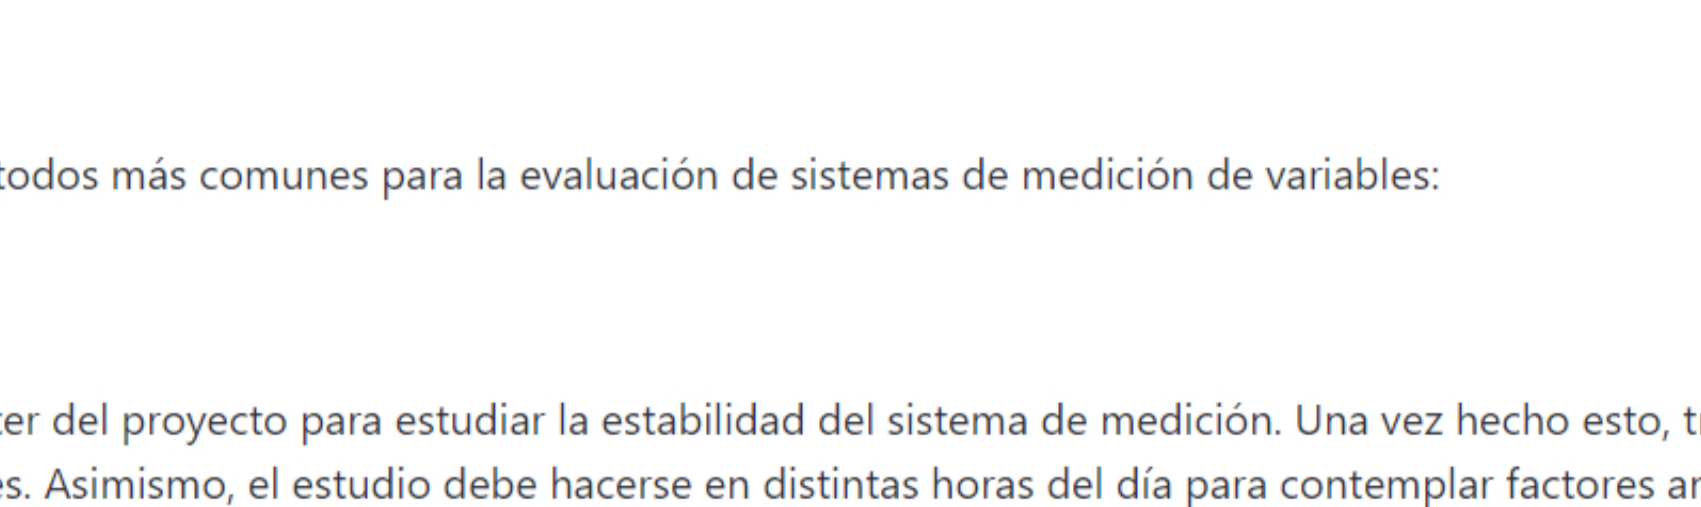 todos más comunes para la evaluación de sistemas de medición de variables:
del proyecto para estudiar la estabilidad del sistema de medición. Una vez hecho esto,
Asimismo, el estudio debe hacerse en distintas horas del día para contemplar factores